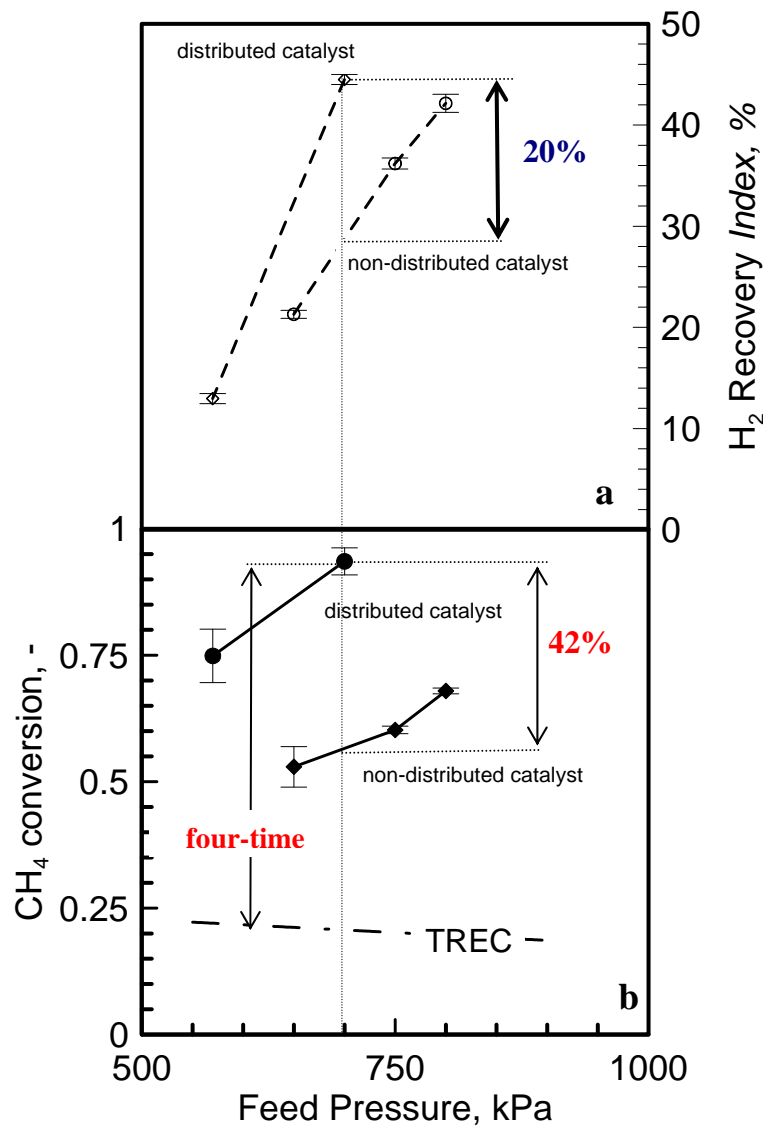 50
distributed catalyst
40
20%
30
non-distributed catalyst
20
10
H₂ Recovery Index, %
a
0
1
distributed catalyst
0.75
42%
non-distributed catalyst
0.5
four-time
CH₄ conversion, -
0.25
TREC
b
0
500
750
1000
Feed Pressure, kPa